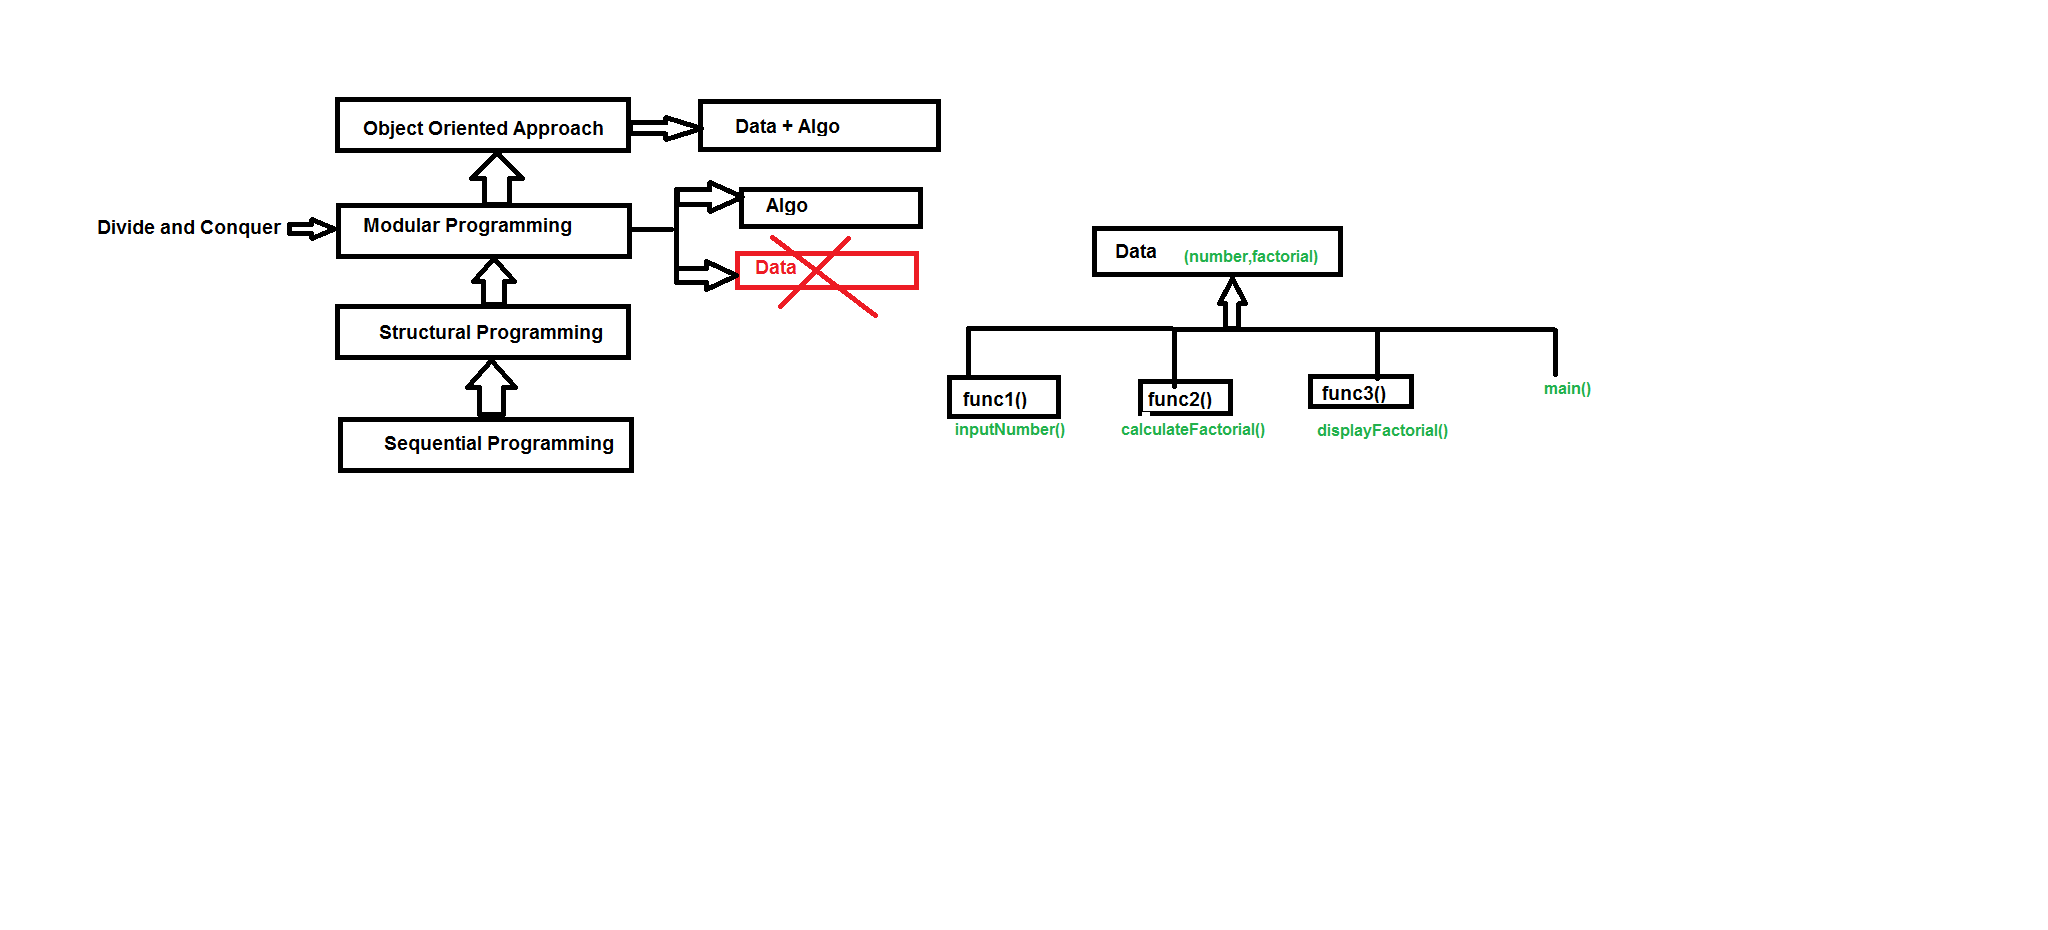 Object Oriented Approach
Data + Algo
Divide and Conquer
Modular Programming
Algo
Data
Structural Programming
Sequential Programming
Data (number,factorial)
func1()
func2()
func3()
main()
inputNumber()
calculateFactorial()
displayFactorial()